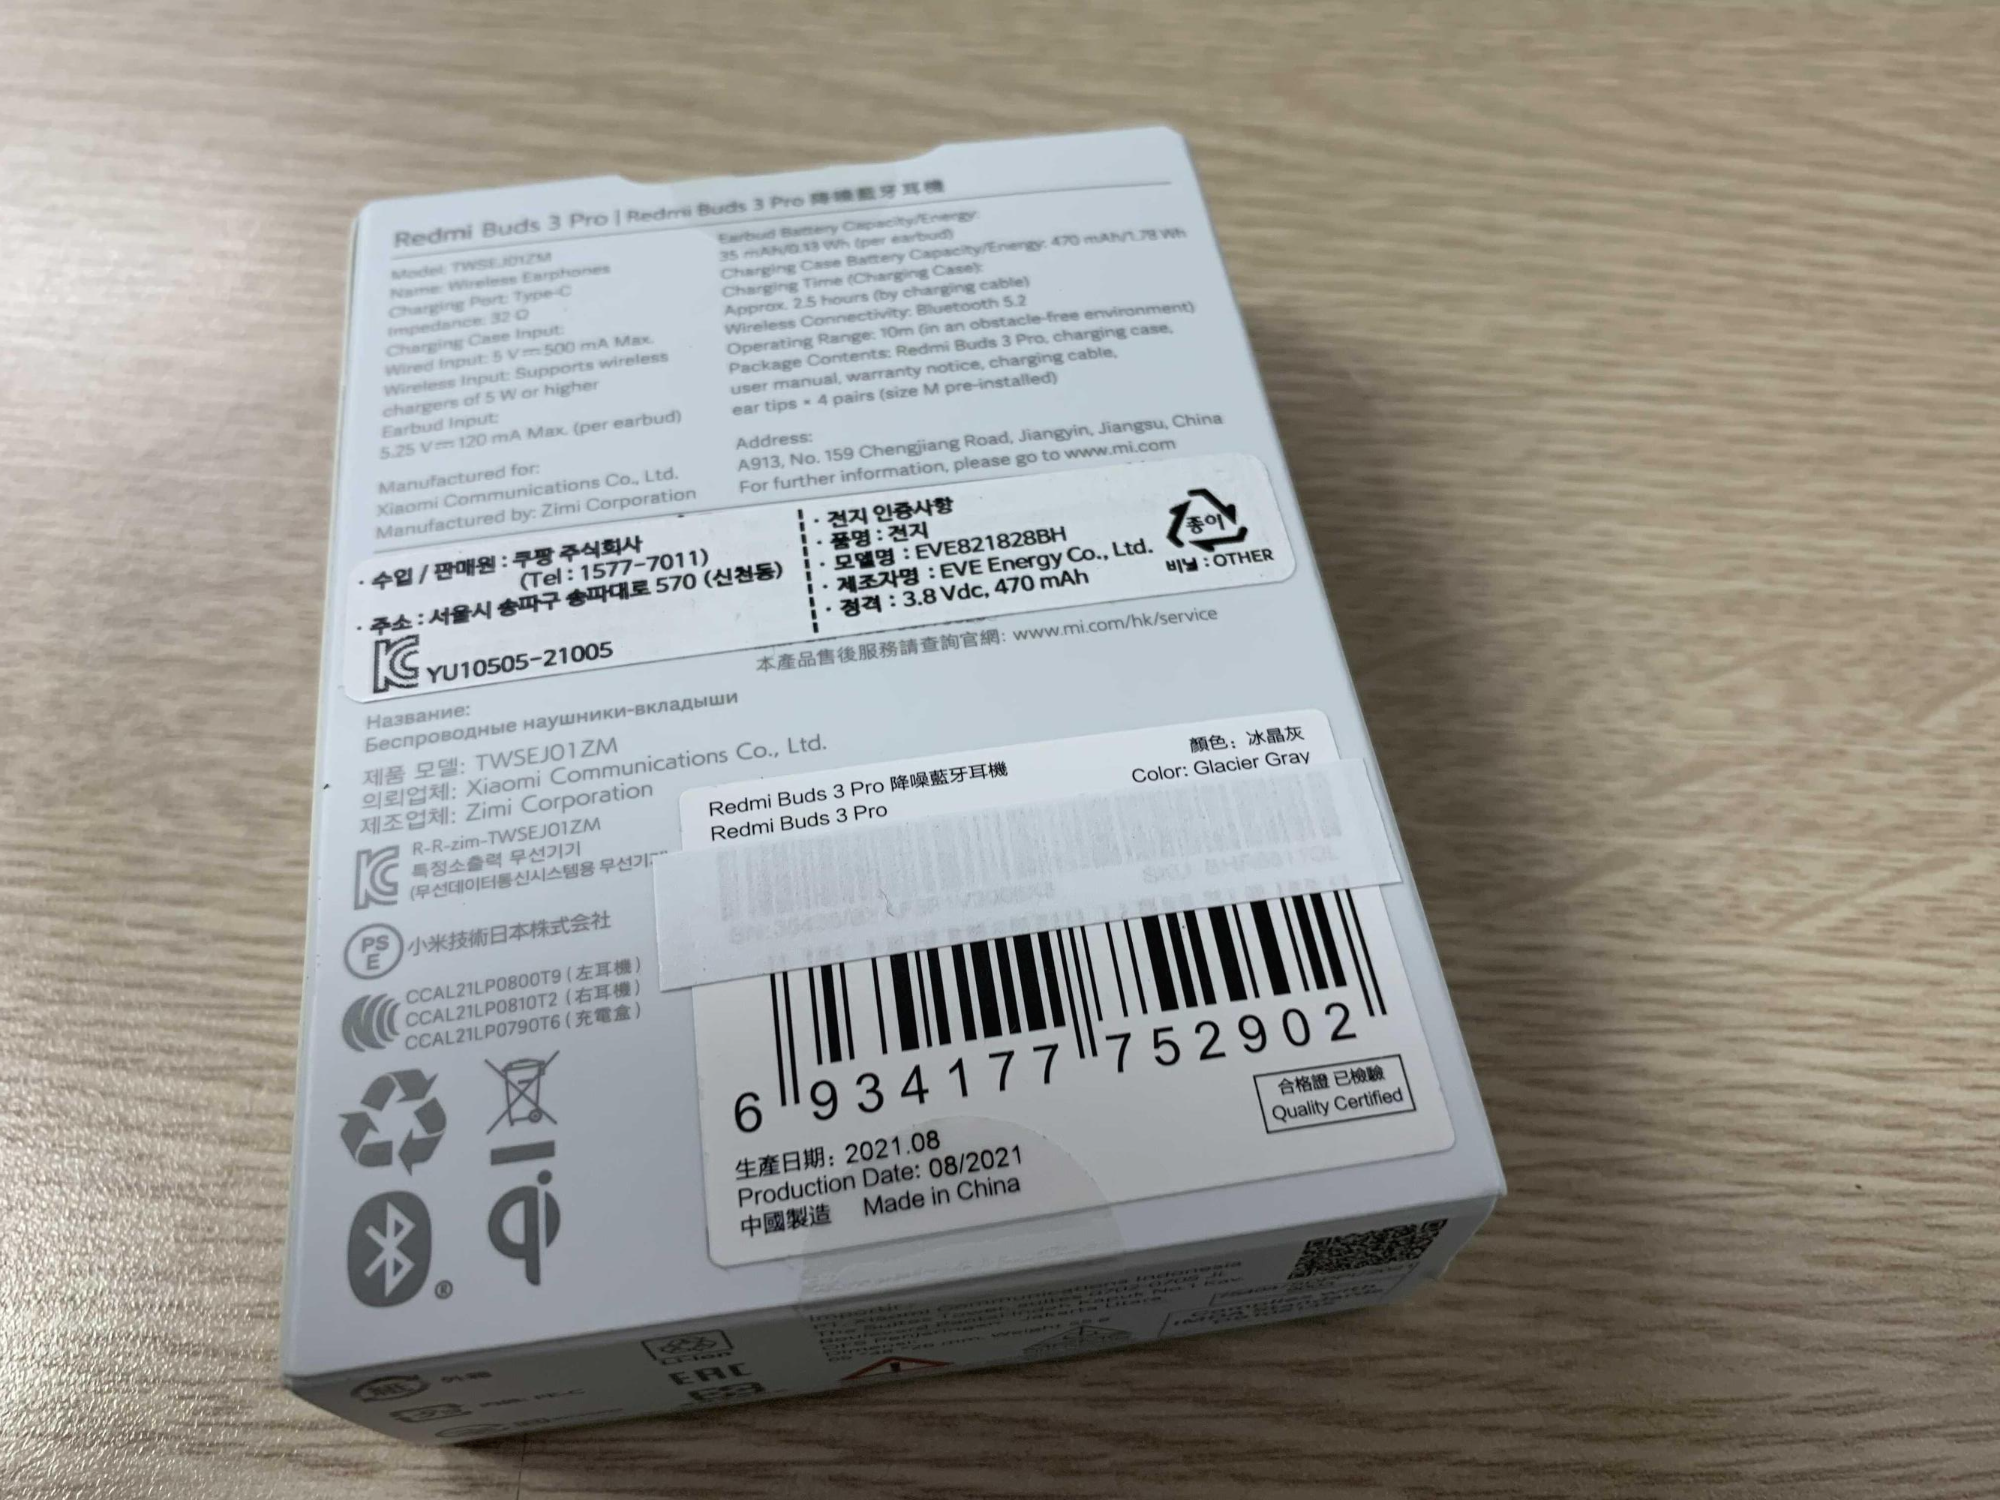 Redmi Buds 3 Pro | Redmi Buds 3 Pro 降噪藍牙耳機
Model: TWSEJ01ZM
Name: Wireless Earphones
Charging Port: Type-C
Impedance: 32 Ω
Charging Case Input:
Wired Input: 5 V⎓500 mA Max.
Wireless Input: Supports wireless
chargers of 5 W or higher
Earbud Input:
5.25 V⎓120 mA Max. (per earbud)
Manufactured for:
Xiaomi Communications Co., Ltd.
Manufactured by: Zimi Corporation
Earbud Battery Capacity/Energy:
35 mAh/0.13 Wh (per earbud)
Charging Case Battery Capacity/Energy: 470 mAh/1.78 Wh
Charging Time (Charging Case):
Approx. 2.5 hours (by charging cable)
Wireless Connectivity: Bluetooth 5.2
Operating Range: 10m (in an obstacle-free environment)
Package Contents: Redmi Buds 3 Pro, charging case,
user manual, warranty notice, charging cable,
ear tips × 4 pairs (size M pre-installed)
Address:
A913, No. 159 Chengjiang Road, Jiangyin, Jiangsu, China
For further information, please go to www.mi.com
· 수입 / 판매원 : 쿠팡 주식회사
(Tel : 1577-7011)
· 주소 : 서울시 송파구 송파대로 570 (신천동)
YU10505-21005
· 전지 인증사항
· 품명 : 전지
· 모델명 : EVE821828BH
· 제조자명 : EVE Energy Co., Ltd.
· 정격 : 3.8 Vdc, 470 mAh
종이
비닐 : OTHER
本產品售後服務請查詢官網: www.mi.com/hk/service
Название:
Беспроводные наушники-вкладыши
제품 모델: TWSEJ01ZM
의뢰업체: Xiaomi Communications Co., Ltd.
제조업체: Zimi Corporation
R-R-zim-TWSEJ01ZM
특정소출력 무선기기
(무선데이터통신시스템용 무선기기
PS
E
小米技術日本株式会社
CCAL21LP0800T9 (左耳機)
CCAL21LP0810T2 (右耳機)
CCAL21LP0790T6 (充電盒)
qi
®
Redmi Buds 3 Pro 降噪藍牙耳機
Redmi Buds 3 Pro
顏色: 冰晶灰
Color: Glacier Gray
6 934177 752902
合格證 已檢驗
Quality Certified
生產日期: 2021.08
Production Date: 08/2021
中國製造 Made in China
Li-ion
EAC